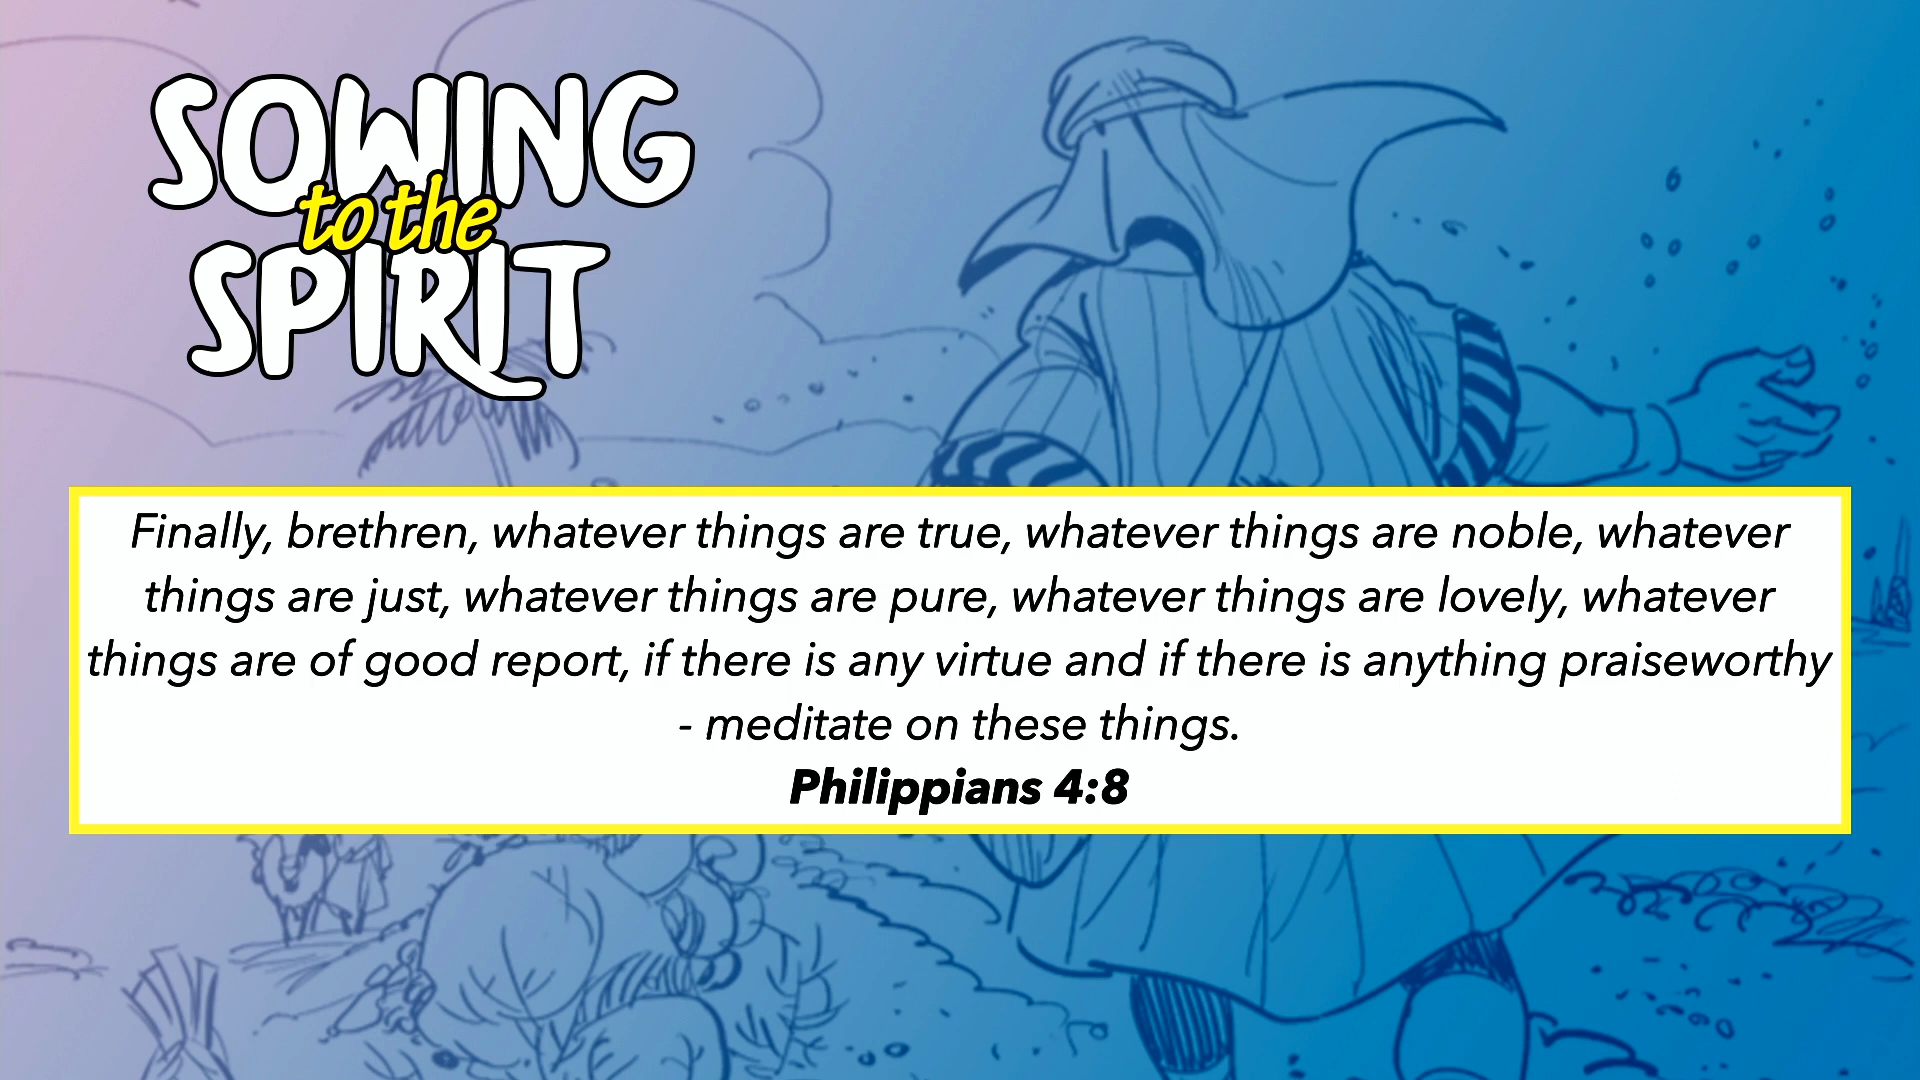 SOWING
to the
SPIRIT
Finally, brethren, whatever things are true, whatever things are noble, whatever
things are just, whatever things are pure, whatever things are lovely, whatever
things are of good report, if there is any virtue and if there is anything praiseworthy
- meditate on these things.
Philippians 4:8